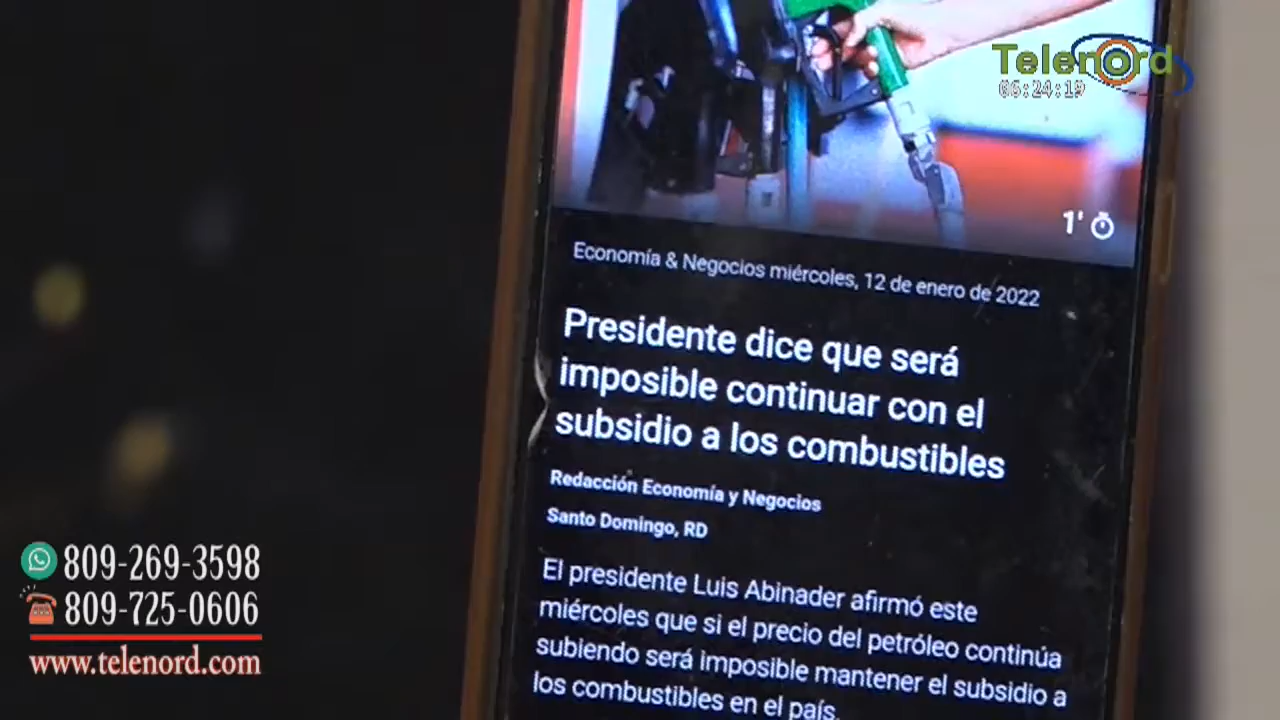 Telenord
06:24:19
1'
Economía & Negocios miércoles, 12 de enero de 2022
Presidente dice que será
imposible continuar con el
subsidio a los combustibles
Redacción Economía y Negocios
Santo Domingo, RD
El presidente Luis Abinader afirmó este
miércoles que si el precio del petróleo continúa
subiendo será imposible mantener el subsidio a
los combustibles en el país.
809-269-3598
809-725-0606
www.telenord.com